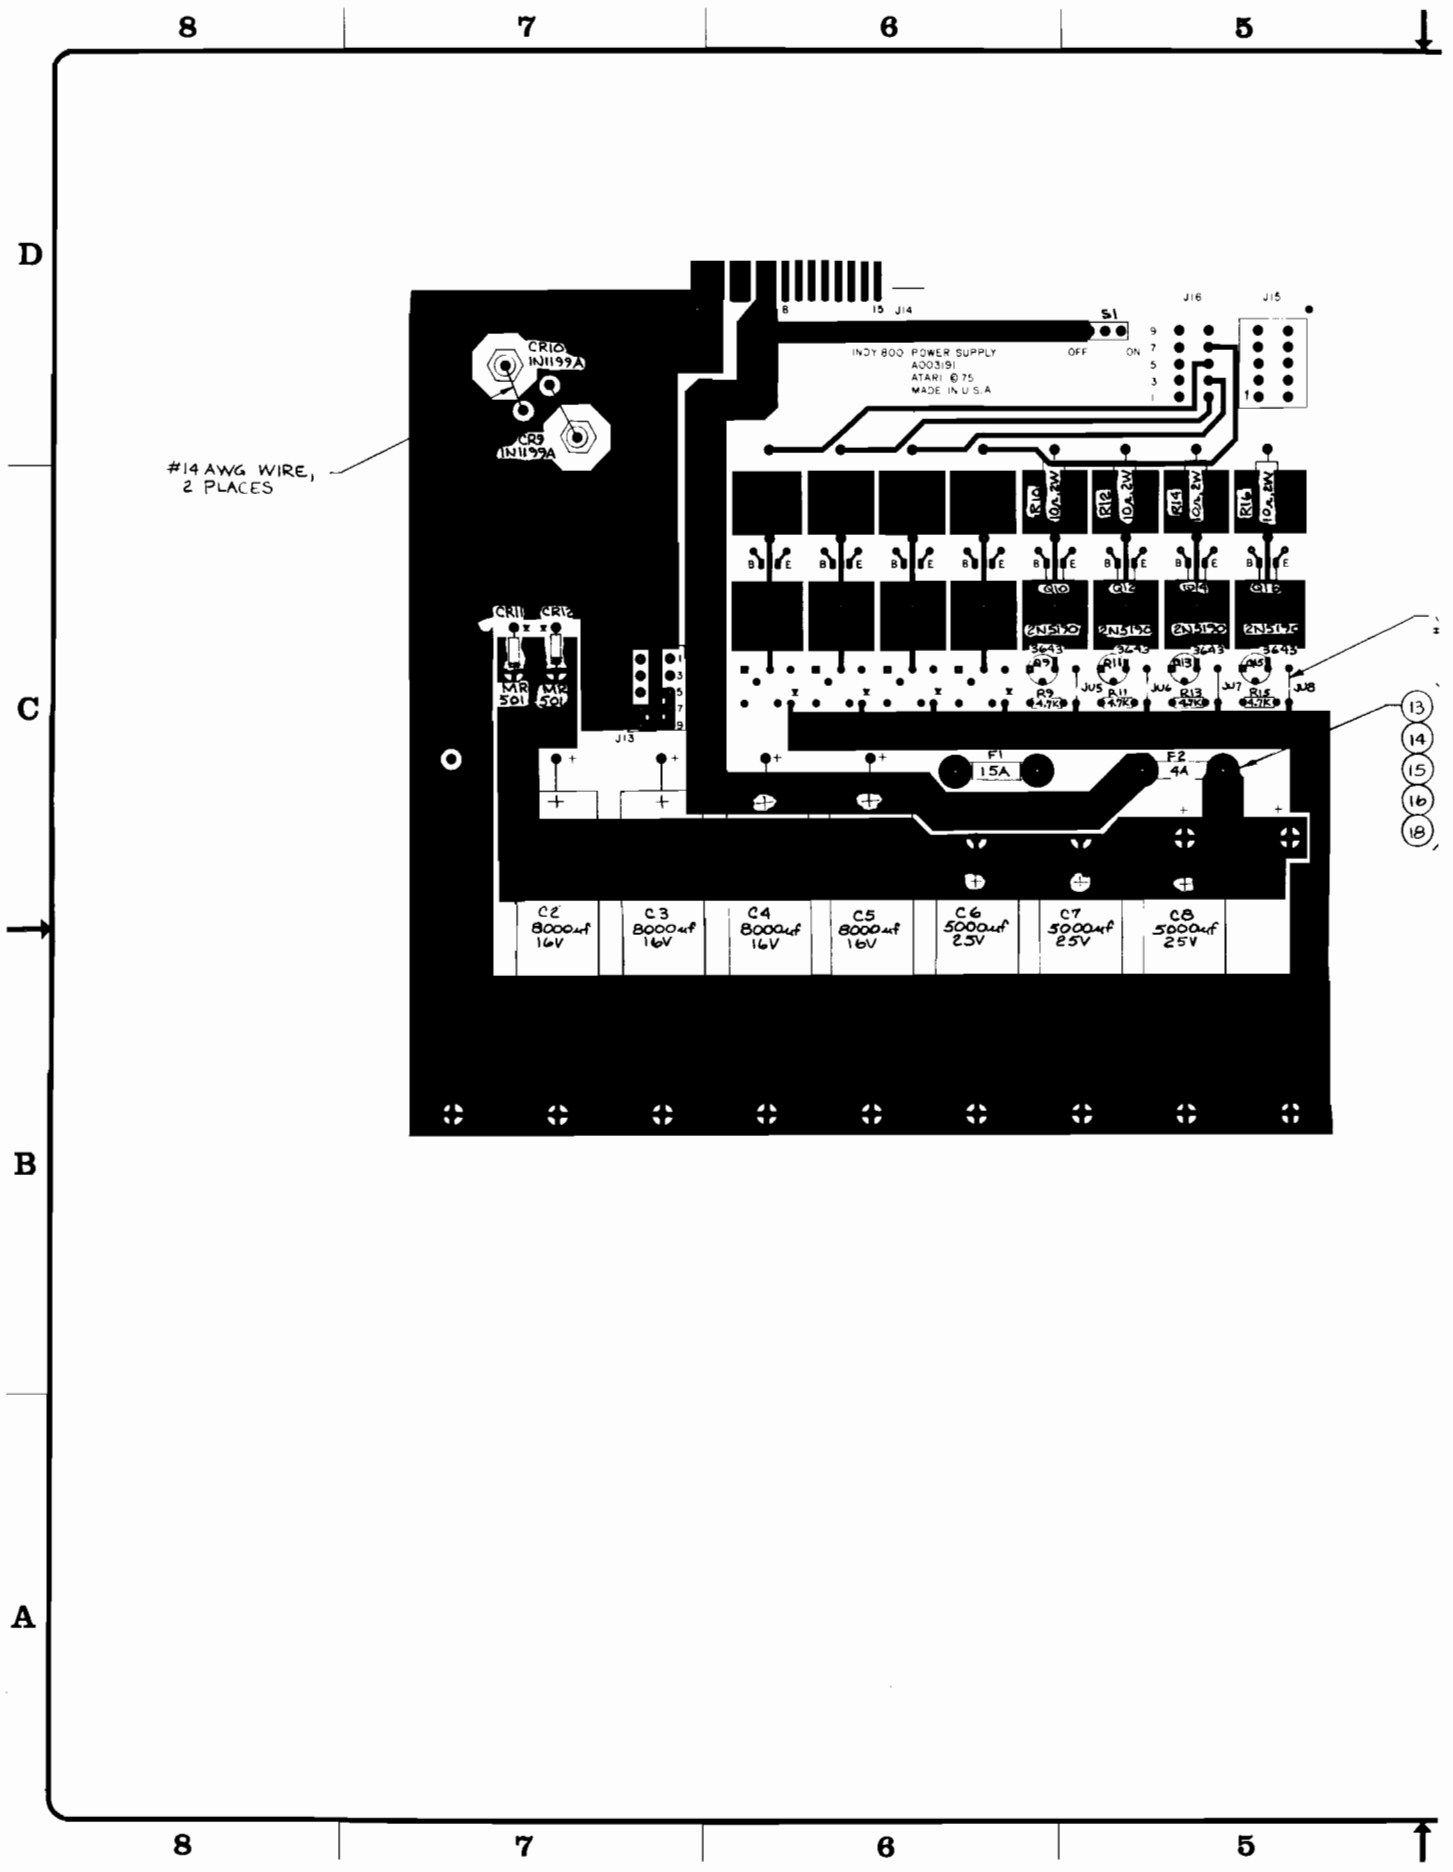 8 7 6 5
D
8 15 J14
S1
J16 J15
OFF ON
9
7
5
3
1
1
INDY 800 POWER SUPPLY
A003191
ATARI © 75
MADE IN U.S.A
CR10
1N1199A
CR9
1N1199A
#14 AWG WIRE,
2 PLACES
R10 10Ω,2W R12 10Ω,2W R14 10Ω,2W R16 10Ω,2W
B E B E B E B E B E B E B E B E
Q10 Q12 Q14 Q16
2N5190 2N5190 2N5190 2N5190
3643 3643 3643 3643
Q9 Q11 Q13 Q15
JU5 JU6 JU7 JU8
R9 R11 R13 R15
4.7K 4.7K 4.7K 4.7K
CR11 CR12
MR MR
501 501
1
3
5
7
9
J13
C
13
14
15
16
18
F1 F2
15A 4A
+ + + +
+ + + +
+ +
+ + +
C2 C3 C4 C5 C6 C7 C8
8000uf 8000uf 8000uf 8000uf 5000uf 5000uf 5000uf
16V 16V 16V 16V 25V 25V 25V
B
A
8 7 6 5